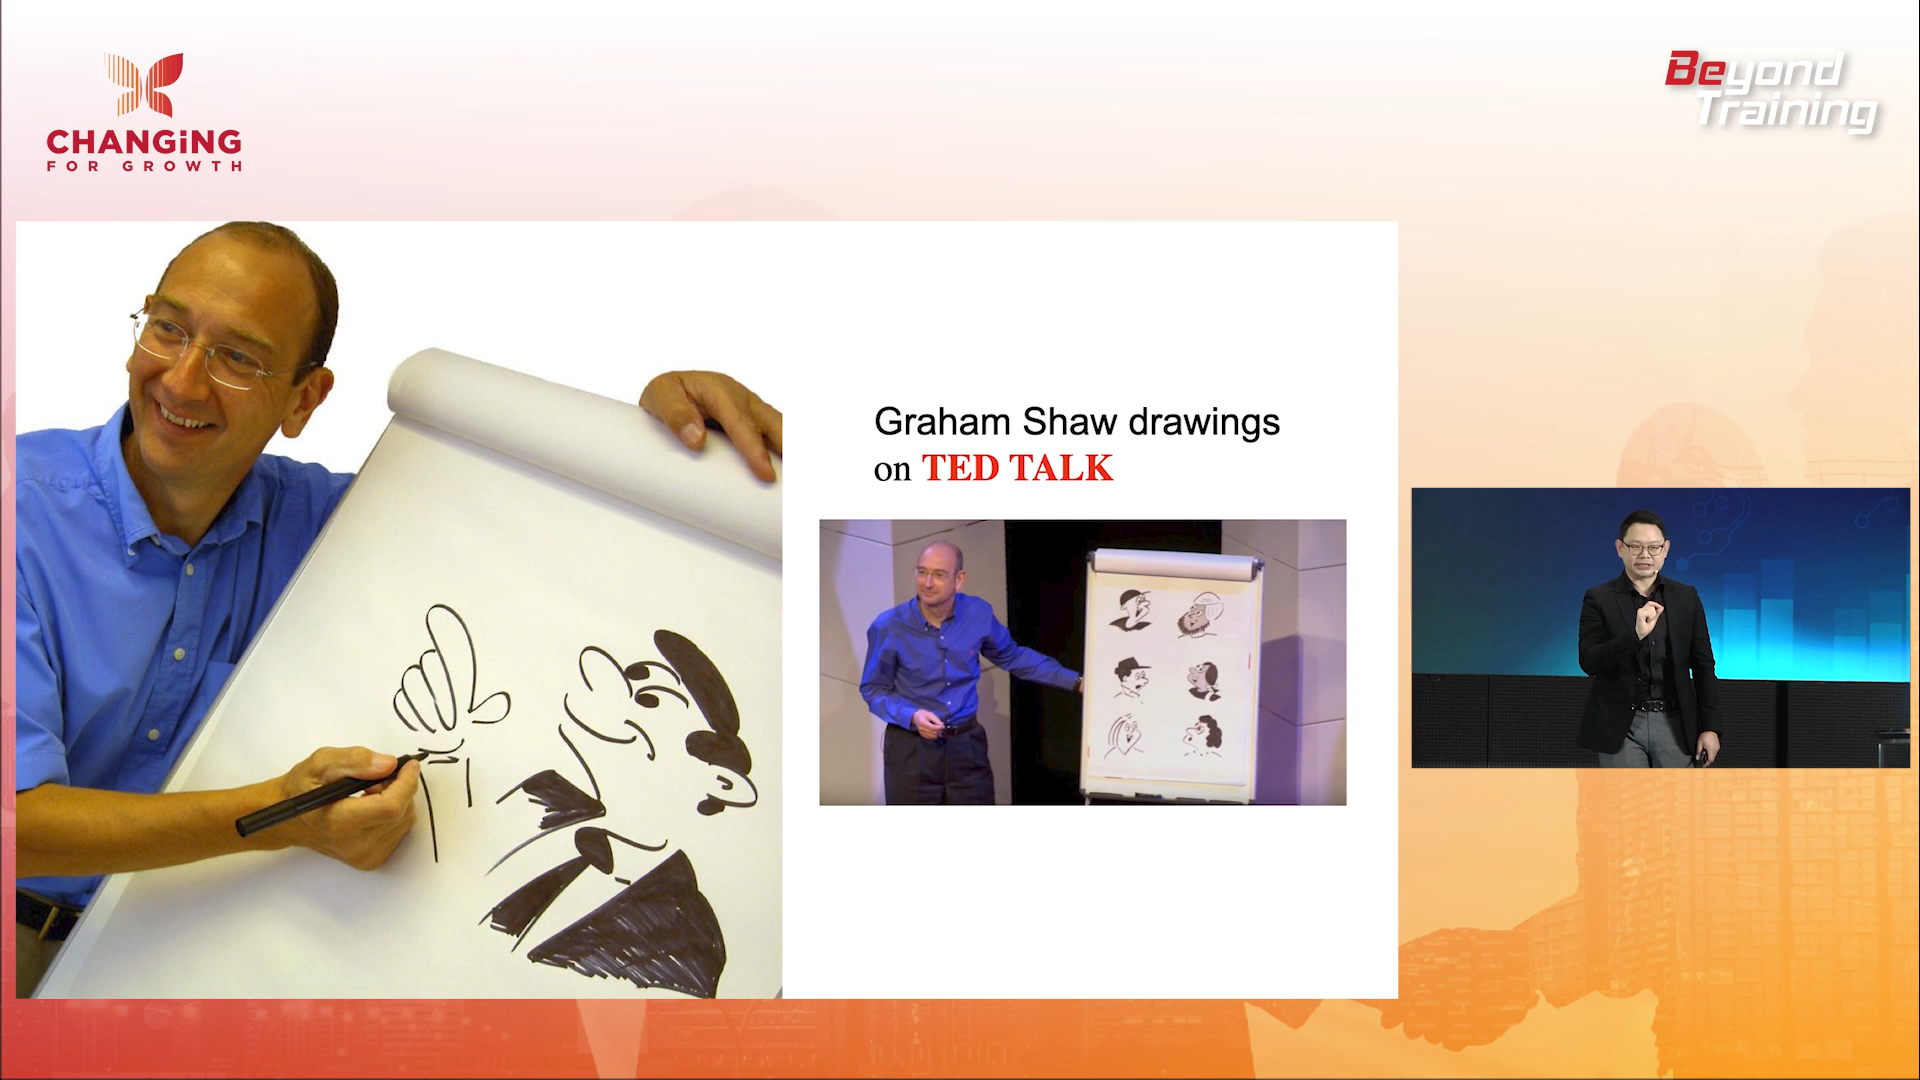 CHANGiNG
FOR GROWTH
Beyond
Training
Graham Shaw drawings
on TED TALK